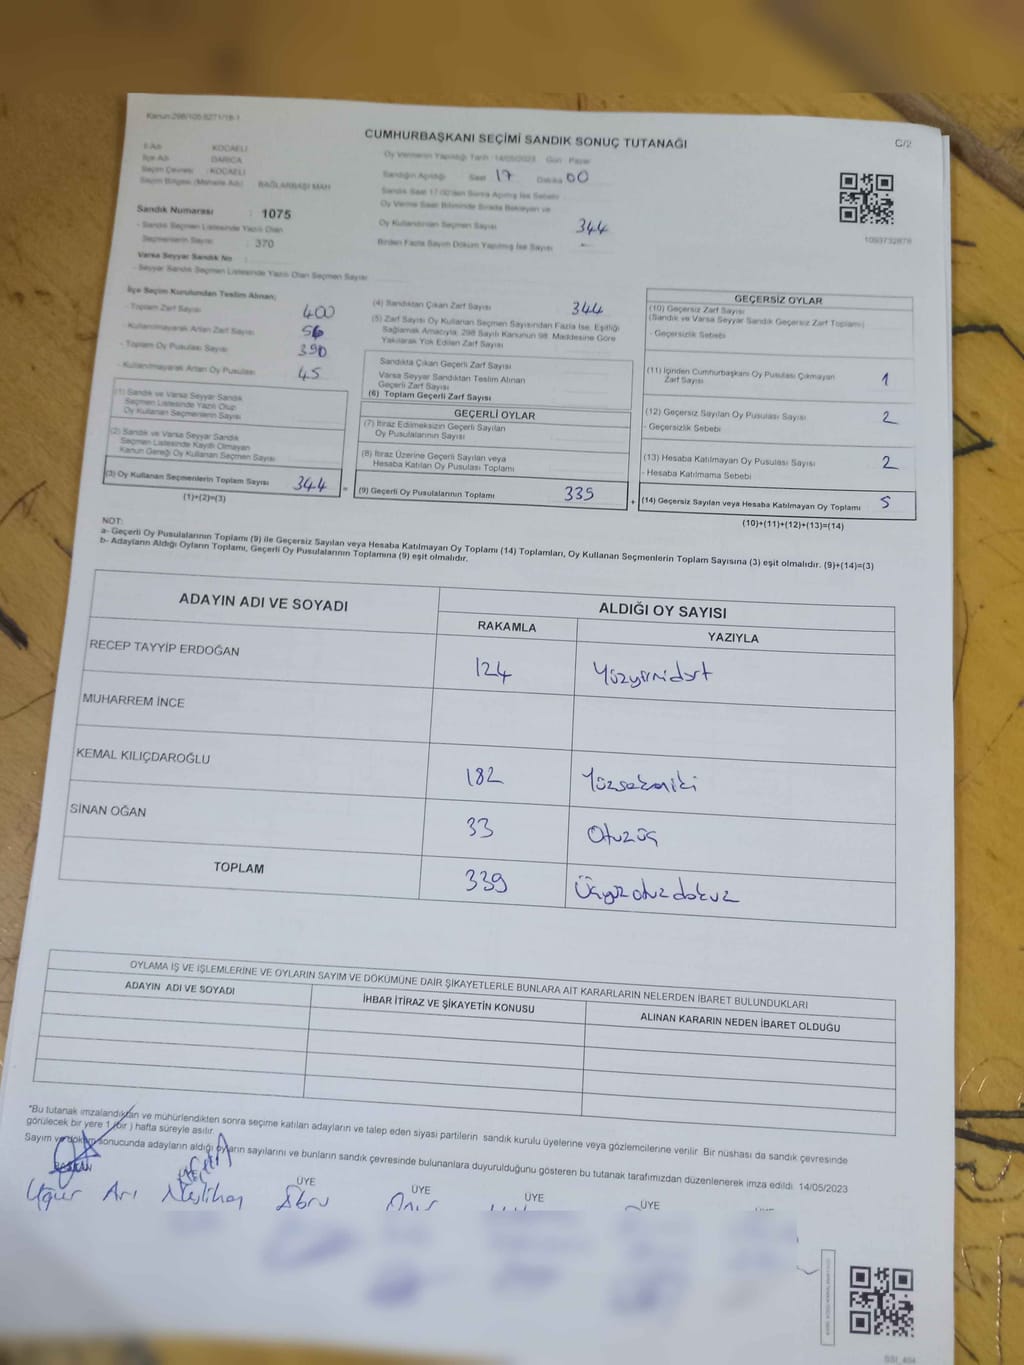 Kanun:298/105.6271/18-1
CUMHURBAŞKANI SEÇİMİ SANDIK SONUÇ TUTANAĞI
C/2
İl Adı KOCAELİ
İlçe Adı DARICA
Seçim Çevresi : KOCAELİ
Seçim Bölgesi (Mahalle Adı) BAĞLARBAŞI MAH
Oy Vermenin Yapıldığı Tarih : 14/05/2023 Gün : Pazar
Sandığın Açıldığı Saat 17 Dakika 00
Sandık Saat 17:00'den Sonra Açılmış İse Sebebi
Oy Verme Saati Bitiminde Sırada Bekleyen ve
Oy Kullandırılan Seçmen Sayısı 344
Birden Fazla Sayım Döküm Yapılmış İse Sayısı -
Sandık Numarası : 1075
- Sandık Seçmen Listesinde Yazılı Olan
Seçmenlerin Sayısı : 370
Varsa Seyyar Sandık No
- Seyyar Sandık Seçmen Listesinde Yazılı Olan Seçmen Sayısı
İlçe Seçim Kurulundan Teslim Alınan;
- Toplam Zarf Sayısı 400
- Kullanılmayarak Artan Zarf Sayısı 56
- Toplam Oy Pusulası Sayısı 390
- Kullanılmayarak Artan Oy Pusulası 45
(1) Sandık ve Varsa Seyyar Sandık
Seçmen Listesinde Yazılı Olup
Oy Kullanan Seçmenlerin Sayısı
(2) Sandık ve Varsa Seyyar Sandık
Seçmen Listesinde Kayıtlı Olmayan
Kanun Gereği Oy Kullanan Seçmen Sayısı
(3) Oy Kullanan Seçmenlerin Toplam Sayısı 344
(1)+(2)=(3)
(4) Sandıktan Çıkan Zarf Sayısı 344
(5) Zarf Sayısı Oy Kullanan Seçmen Sayısından Fazla İse, Eşitliği
Sağlamak Amacıyla, 298 Sayılı Kanunun 98. Maddesine Göre
Yakılarak Yok Edilen Zarf Sayısı
Sandıkta Çıkan Geçerli Zarf Sayısı
Varsa Seyyar Sandıktan Teslim Alınan
Geçerli Zarf Sayısı
(6) Toplam Geçerli Zarf Sayısı
GEÇERLİ OYLAR
(7) İtiraz Edilmeksizin Geçerli Sayılan
Oy Pusulalarının Sayısı
(8) İtiraz Üzerine Geçerli Sayılan veya
Hesaba Katılan Oy Pusulası Toplamı
= (9) Geçerli Oy Pusulalarının Toplamı 339
GEÇERSİZ OYLAR
(10) Geçersiz Zarf Sayısı
(Sandık ve Varsa Seyyar Sandık Geçersiz Zarf Toplamı)
- Geçersizlik Sebebi
(11) İçinden Cumhurbaşkanı Oy Pusulası Çıkmayan
Zarf Sayısı 1
(12) Geçersiz Sayılan Oy Pusulası Sayısı 2
- Geçersizlik Sebebi
(13) Hesaba Katılmayan Oy Pusulası Sayısı 2
- Hesaba Katılmama Sebebi
+ (14) Geçersiz Sayılan veya Hesaba Katılmayan Oy Toplamı 5
(10)+(11)+(12)+(13)=(14)
NOT:
a- Geçerli Oy Pusulalarının Toplamı (9) ile Geçersiz Sayılan veya Hesaba Katılmayan Oy Toplamı (14) Toplamları, Oy Kullanan Seçmenlerin Toplam Sayısına (3) eşit olmalıdır. (9)+(14)=(3)
b- Adayların Aldığı Oyların Toplamı, Geçerli Oy Pusulalarının Toplamına (9) eşit olmalıdır.
ADAYIN ADI VE SOYADI
ALDIĞI OY SAYISI
RAKAMLA YAZIYLA
RECEP TAYYİP ERDOĞAN 124 Yüzyirmidört
MUHARREM İNCE
KEMAL KILIÇDAROĞLU 182 Yüzseksniki
SİNAN OĞAN 33 Otuzüç
TOPLAM 339 Üçyüz otuz dokuz
OYLAMA İŞ VE İŞLEMLERİNE VE OYLARIN SAYIM VE DÖKÜMÜNE DAİR ŞİKAYETLERLE BUNLARA AİT KARARLARIN NELERDEN İBARET BULUNDUKLARI
ADAYIN ADI VE SOYADI İHBAR İTİRAZ VE ŞİKAYETİN KONUSU ALINAN KARARIN NEDEN İBARET OLDUĞU
*Bu tutanak imzalandıktan ve mühürlendikten sonra seçime katılan adayların ve talep eden siyasi partilerin sandık kurulu üyelerine veya gözlemcilerine verilir. Bir nüshası da sandık çevresinde
görülecek bir yere 1 (bir) hafta süreyle asılır.
Sayım ve döküm sonucunda adayların aldığı oyların sayılarını ve bunların sandık çevresinde bulunanlara duyurulduğunu gösteren bu tutanak tarafımızdan düzenlenerek imza edildi. 14/05/2023
BAŞKAN ÜYE ÜYE ÜYE ÜYE
Uğur Arı Neslihan Ebru